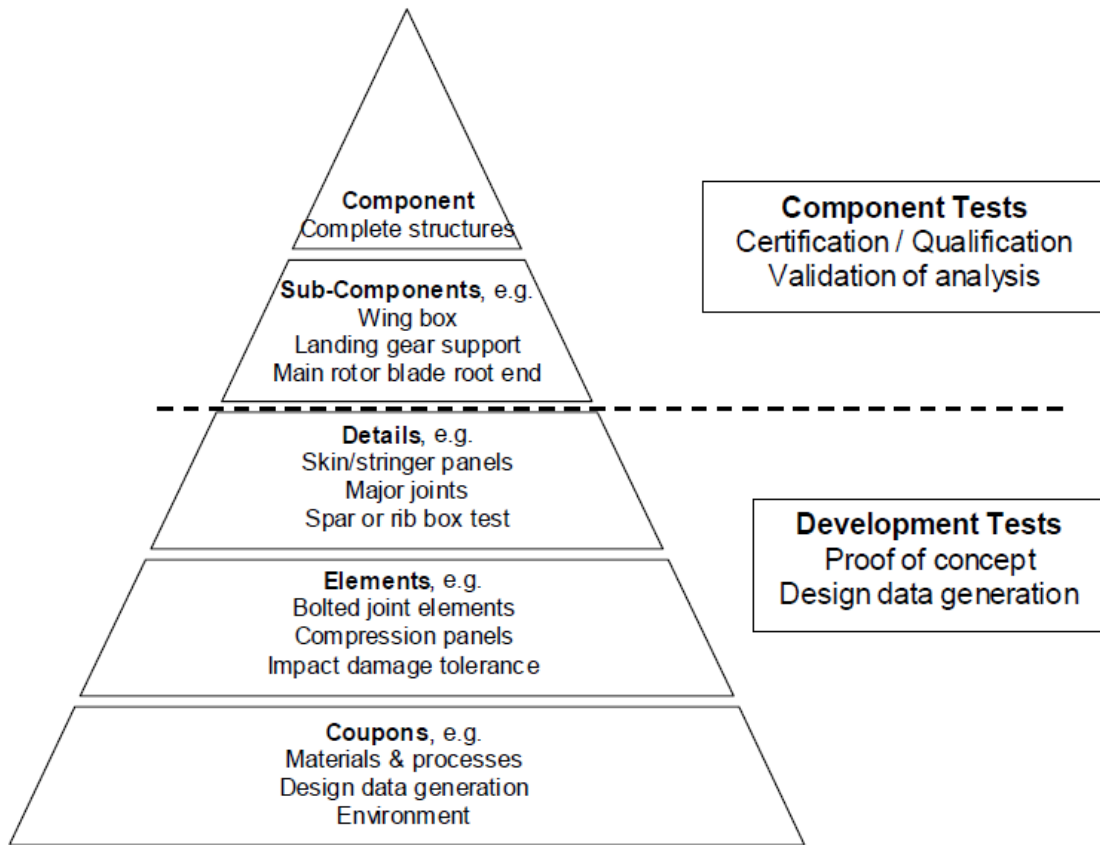 Component
Complete structures
Sub-Components, e.g.
Wing box
Landing gear support
Main rotor blade root end
Details, e.g.
Skin/stringer panels
Major joints
Spar or rib box test
Elements, e.g.
Bolted joint elements
Compression panels
Impact damage tolerance
Coupons, e.g.
Materials & processes
Design data generation
Environment
Component Tests
Certification / Qualification
Validation of analysis
Development Tests
Proof of concept
Design data generation